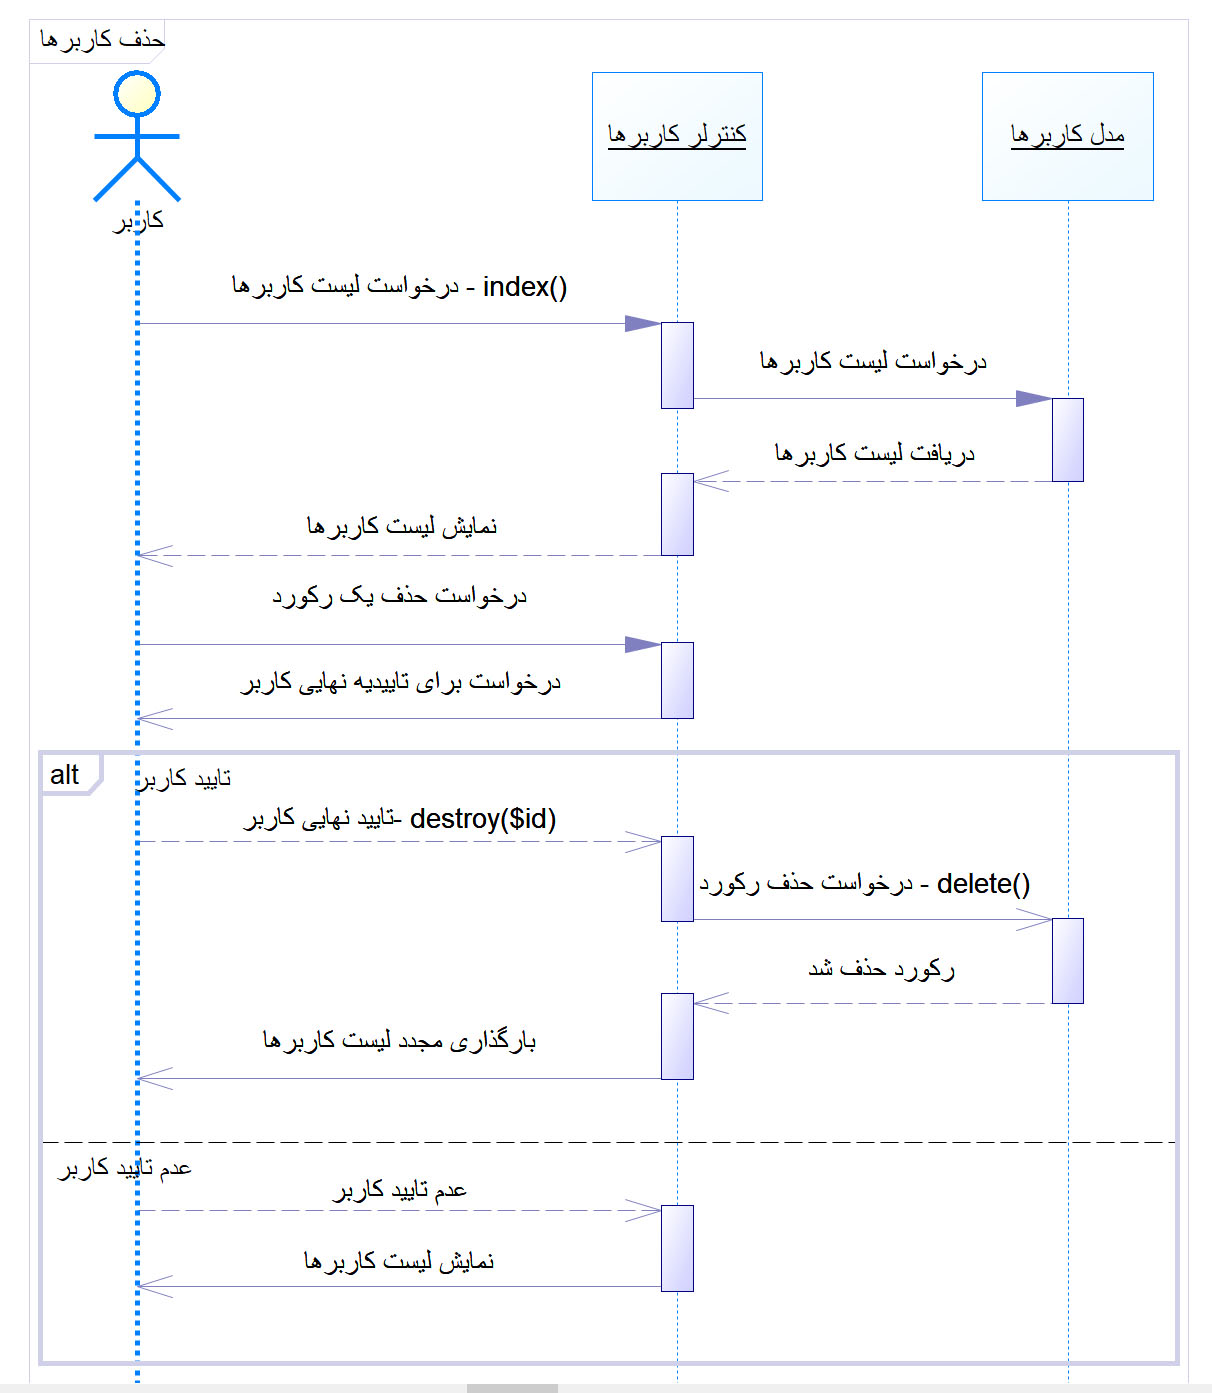 حذف کاربرها
کاربر
کنترلر کاربرها
مدل کاربرها
درخواست لیست کاربرها - index()
درخواست لیست کاربرها
دریافت لیست کاربرها
نمایش لیست کاربرها
درخواست حذف یک رکورد
درخواست برای تاییدیه نهایی کاربر
alt
تایید کاربر
تایید نهایی کاربر- destroy($id)
درخواست حذف رکورد - delete()
رکورد حذف شد
بارگذاری مجدد لیست کاربرها
عدم تایید کاربر
عدم تایید کاربر
نمایش لیست کاربرها